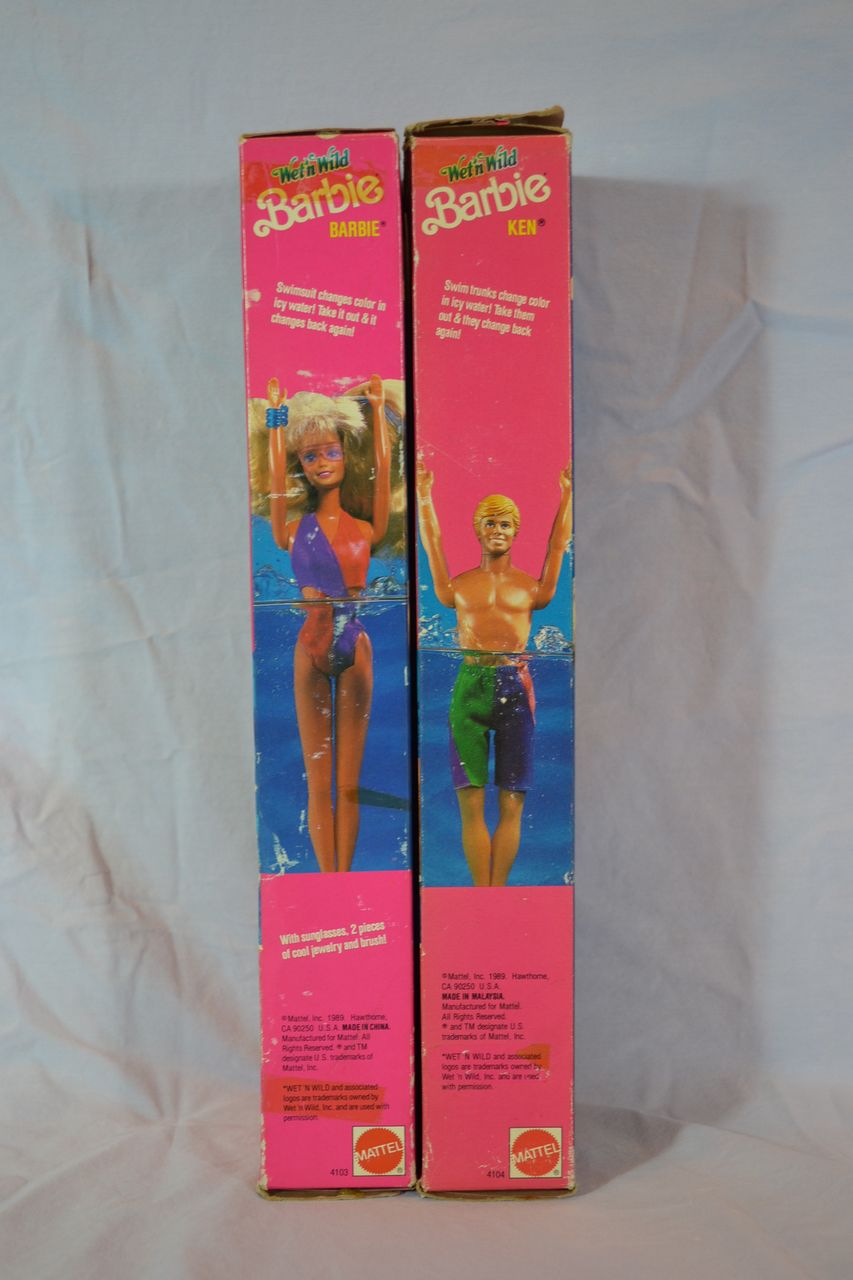 Wet'n Wild
Barbie
BARBIE®
Swimsuit changes color in
icy water! Take it out & it
changes back again!
With sunglasses, 2 pieces
of cool jewelry and brush!
©Mattel, Inc. 1989. Hawthorne,
CA 90250 U.S.A. MADE IN CHINA.
Manufactured for Mattel. All
Rights Reserved. ® and TM
designate U.S. trademarks of
Mattel, Inc.
*WET 'N WILD and associated
logos are trademarks owned by
Wet 'n Wild, Inc. and are used with
permission.
4103
MATTEL
®
Wet'n Wild
Barbie
KEN®
Swim trunks change color
in icy water! Take them
out & they change back
again!
©Mattel, Inc. 1989. Hawthorne,
CA 90250 U.S.A.
MADE IN MALAYSIA.
Manufactured for Mattel.
All Rights Reserved.
® and TM designate U.S.
trademarks of Mattel, Inc.
*WET 'N WILD and associated
logos are trademarks owned by
Wet 'n Wild, Inc. and are used
with permission.
4104
MATTEL
®